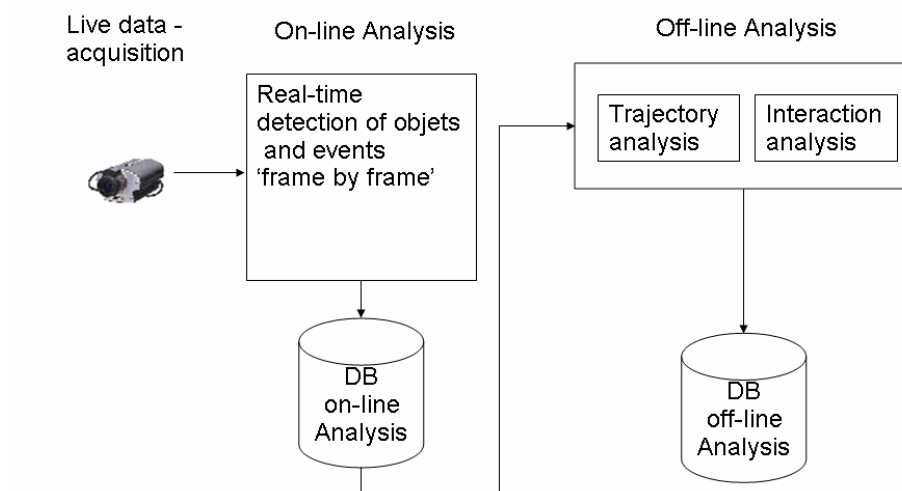 Live data -
acquisition
On-line Analysis
Real-time
detection of objets
and events
‘frame by frame’
DB
on-line
Analysis
Off-line Analysis
Trajectory
analysis
Interaction
analysis
DB
off-line
Analysis